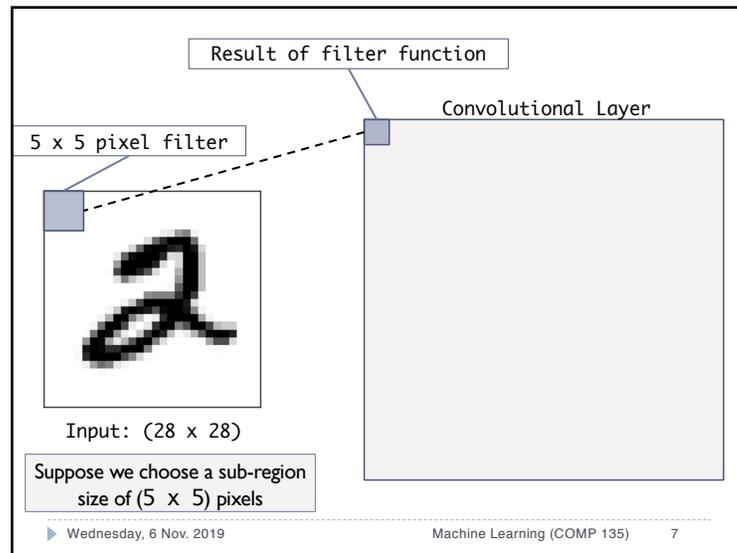 Result of filter function
Convolutional Layer
5 x 5 pixel filter
Input: (28 x 28)
Suppose we choose a sub-region
size of (5 x 5) pixels
Wednesday, 6 Nov. 2019
Machine Learning (COMP 135)
7